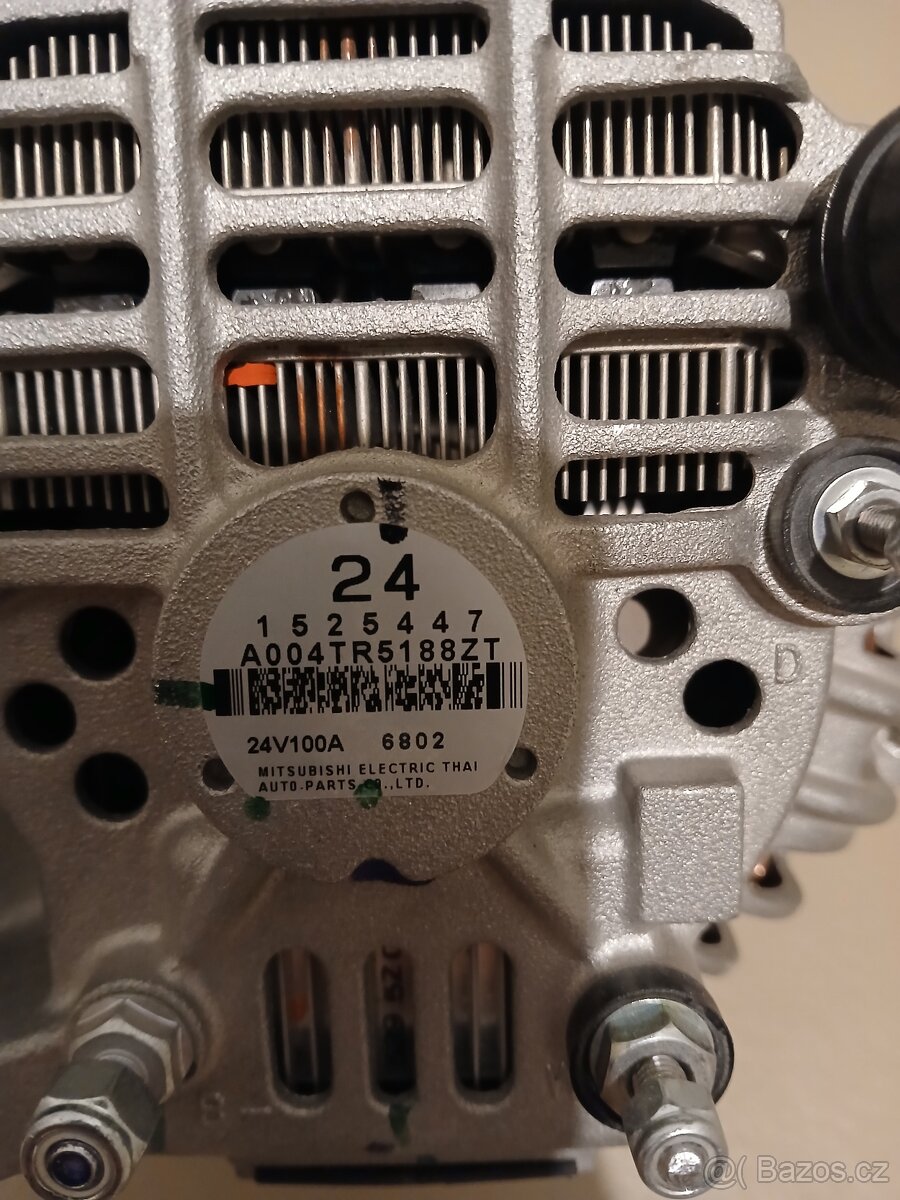 24
1525447
A004TR5188ZT
24V100A 6802
MITSUBISHI ELECTRIC THAI
AUTO-PARTS CO.,LTD.
D
B
@( Bazos.cz